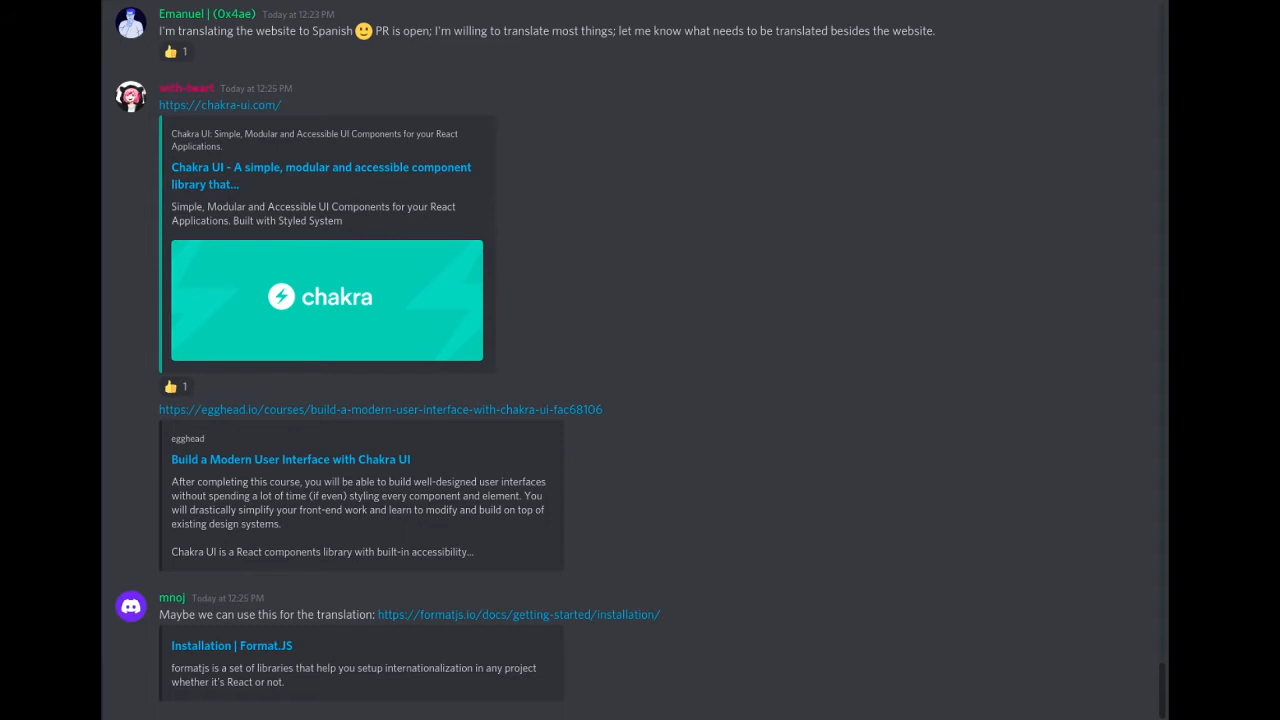 Emanuel | (0x4ae) Today at 12:23 PM
I'm translating the website to Spanish 🙂 PR is open; I'm willing to translate most things; let me know what needs to be translated besides the website.
👍 1
with-heart Today at 12:25 PM
https://chakra-ui.com/
Chakra UI: Simple, Modular and Accessible UI Components for your React
Applications.
Chakra UI - A simple, modular and accessible component
library that...
Simple, Modular and Accessible UI Components for your React
Applications. Built with Styled System
chakra
👍 1
https://egghead.io/courses/build-a-modern-user-interface-with-chakra-ui-fac68106
egghead
Build a Modern User Interface with Chakra UI
After completing this course, you will be able to build well-designed user interfaces
without spending a lot of time (if even) styling every component and element. You
will drastically simplify your front-end work and learn to modify and build on top of
existing design systems.
Chakra UI is a React components library with built-in accessibility...
mnoj Today at 12:25 PM
Maybe we can use this for the translation: https://formatjs.io/docs/getting-started/installation/
Installation | Format.JS
formatjs is a set of libraries that help you setup internationalization in any project
whether it's React or not.